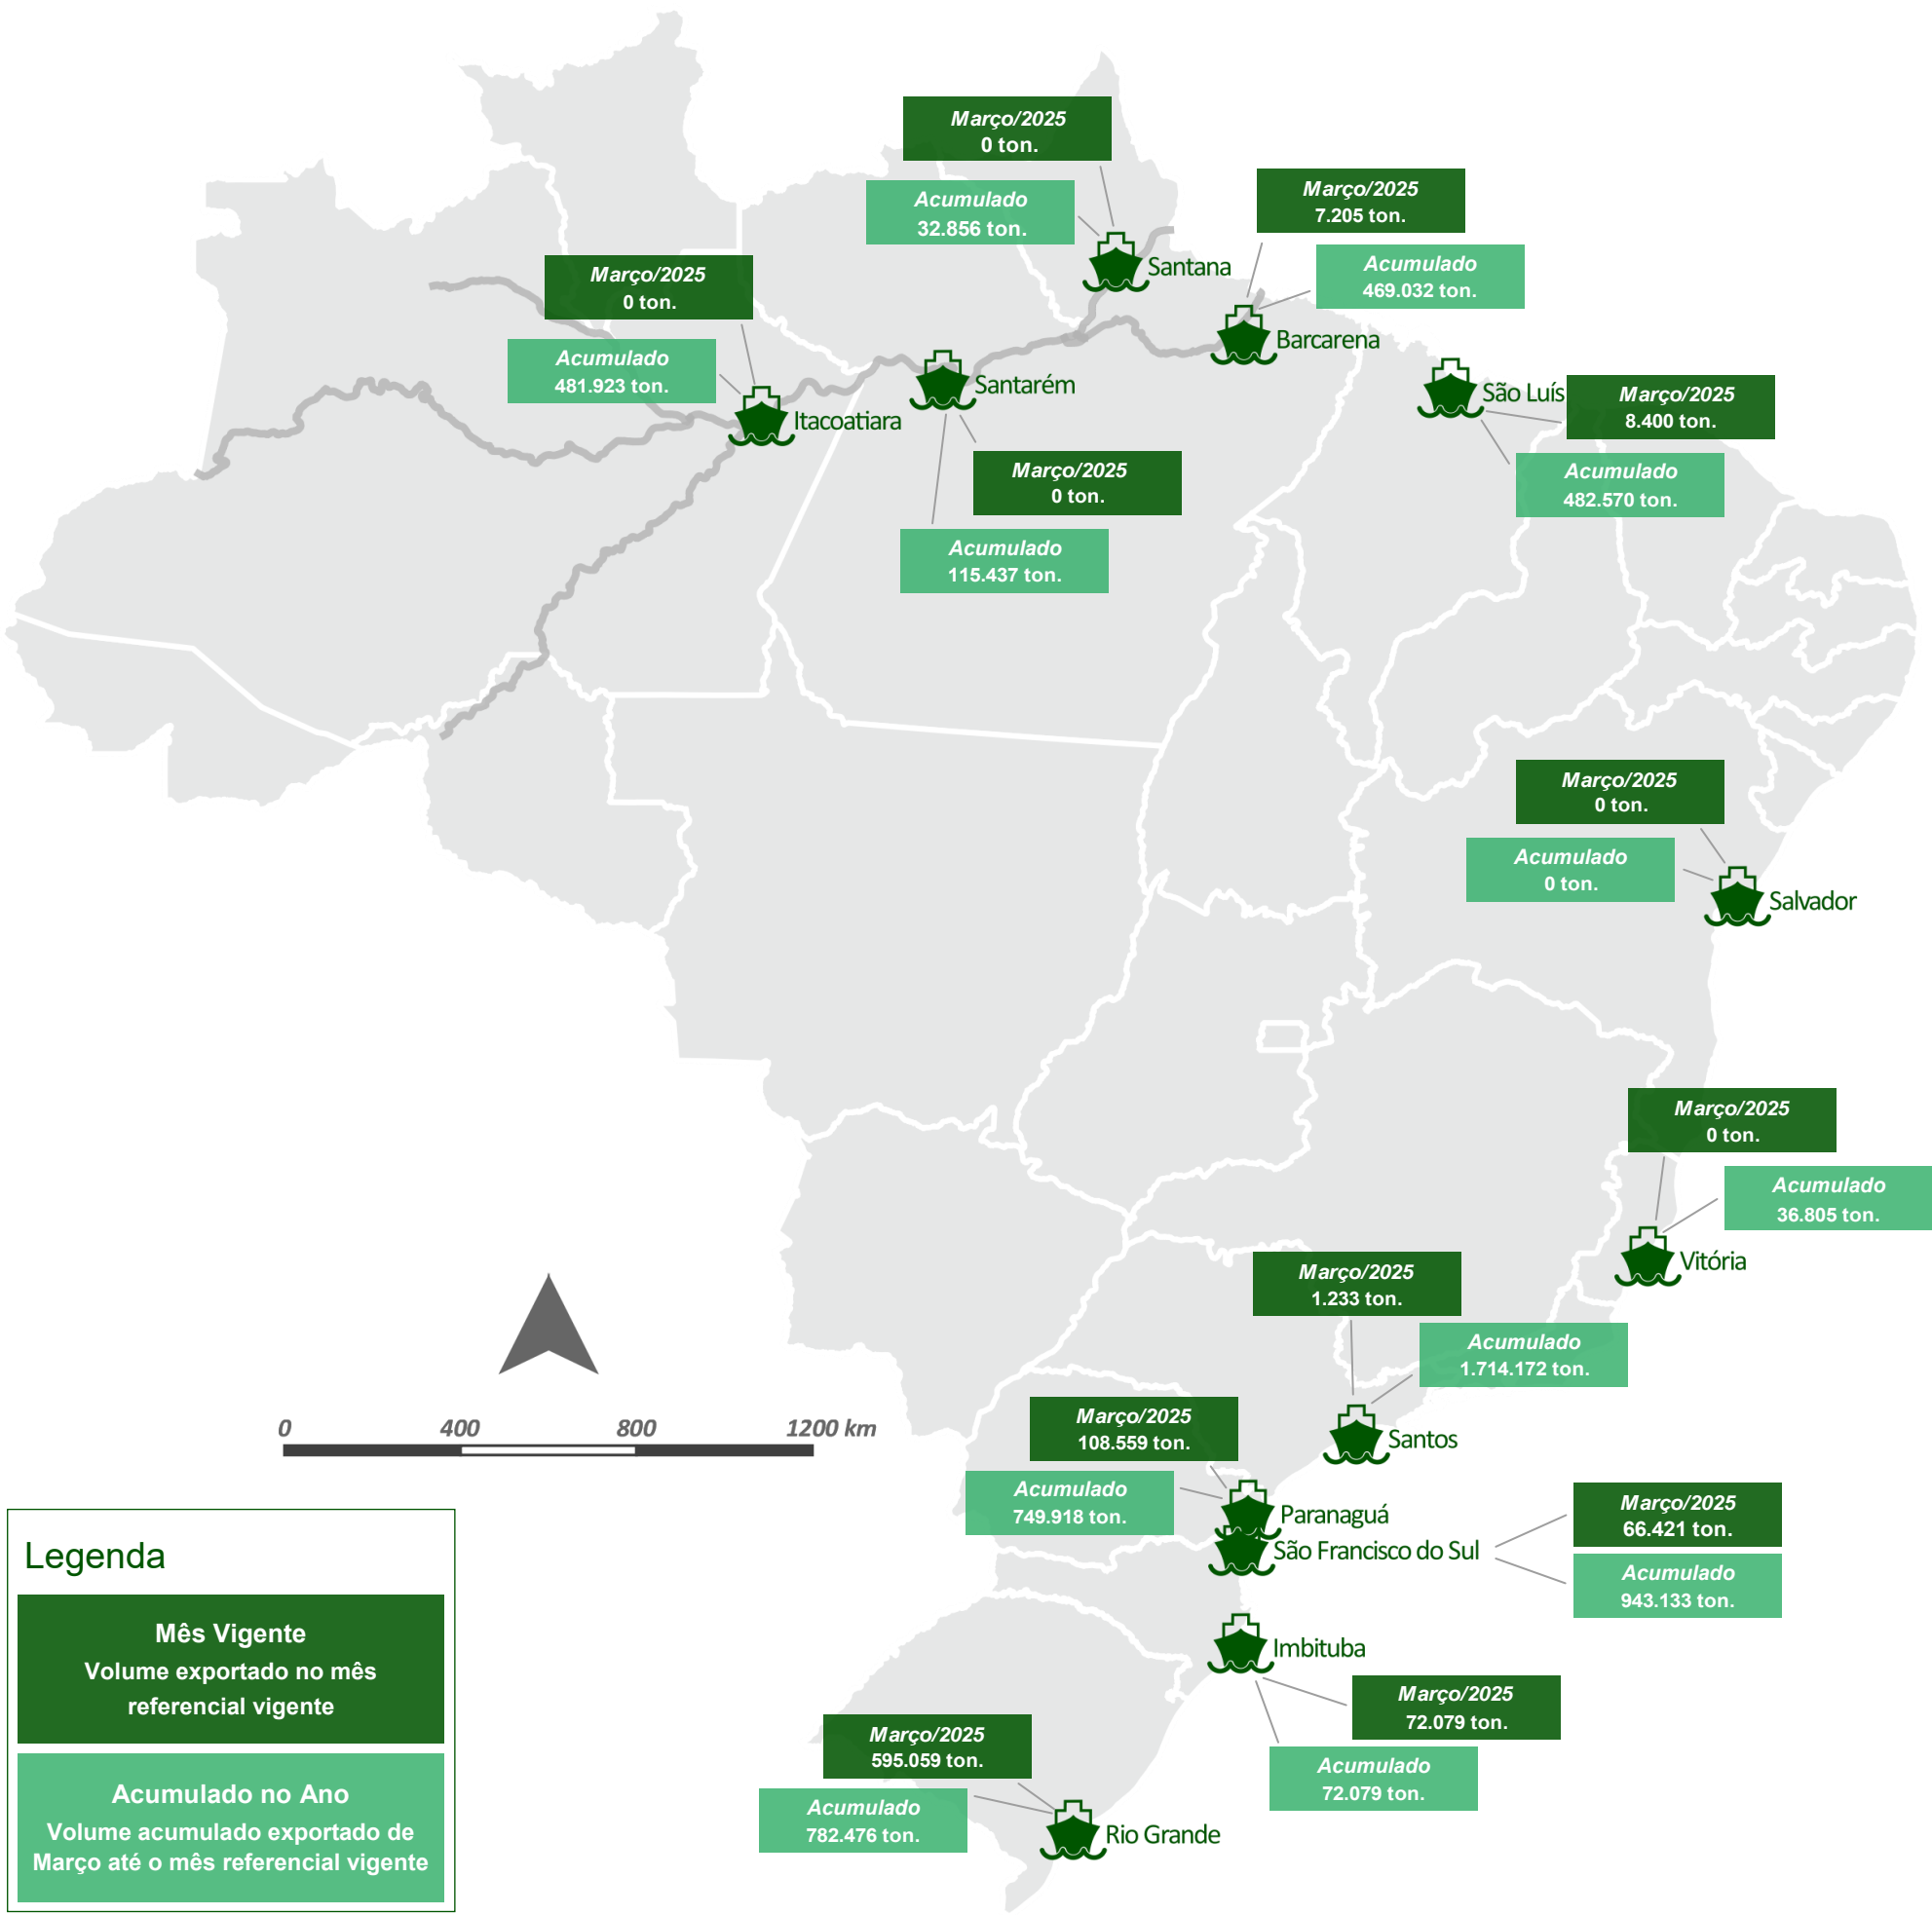 Março/2025
0 ton.
Acumulado
32.856 ton.
Santana
Março/2025
7.205 ton.
Acumulado
469.032 ton.
Barcarena
Março/2025
0 ton.
Acumulado
481.923 ton.
Itacoatiara
Santarém
Março/2025
0 ton.
Acumulado
115.437 ton.
São Luís
Março/2025
8.400 ton.
Acumulado
482.570 ton.
Março/2025
0 ton.
Acumulado
0 ton.
Salvador
Março/2025
0 ton.
Acumulado
36.805 ton.
Vitória
Março/2025
1.233 ton.
Acumulado
1.714.172 ton.
Santos
Março/2025
108.559 ton.
Acumulado
749.918 ton.
Paranaguá
São Francisco do Sul
Março/2025
66.421 ton.
Acumulado
943.133 ton.
Imbituba
Março/2025
72.079 ton.
Acumulado
72.079 ton.
Março/2025
595.059 ton.
Acumulado
782.476 ton.
Rio Grande
0 400 800 1200 km
Legenda
Mês Vigente
Volume exportado no mês
referencial vigente
Acumulado no Ano
Volume acumulado exportado de
Março até o mês referencial vigente